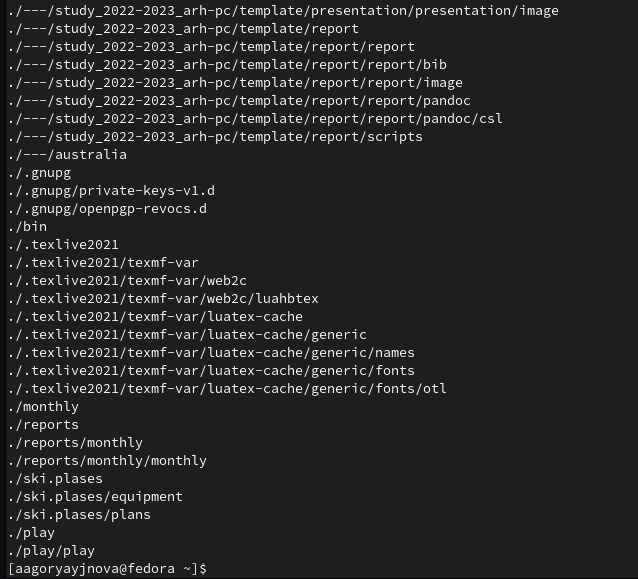 ./---/study_2022-2023_arh-pc/template/presentation/presentation/image
./---/study_2022-2023_arh-pc/template/report
./---/study_2022-2023_arh-pc/template/report/report
./---/study_2022-2023_arh-pc/template/report/report/bib
./---/study_2022-2023_arh-pc/template/report/report/image
./---/study_2022-2023_arh-pc/template/report/report/pandoc
./---/study_2022-2023_arh-pc/template/report/report/pandoc/csl
./---/study_2022-2023_arh-pc/template/report/scripts
./---/australia
./.gnupg
./.gnupg/private-keys-v1.d
./.gnupg/openpgp-revocs.d
./bin
./.texlive2021
./.texlive2021/texmf-var
./.texlive2021/texmf-var/web2c
./.texlive2021/texmf-var/web2c/luahbtex
./.texlive2021/texmf-var/luatex-cache
./.texlive2021/texmf-var/luatex-cache/generic
./.texlive2021/texmf-var/luatex-cache/generic/names
./.texlive2021/texmf-var/luatex-cache/generic/fonts
./.texlive2021/texmf-var/luatex-cache/generic/fonts/otl
./monthly
./reports
./reports/monthly
./reports/monthly/monthly
./ski.plases
./ski.plases/equipment
./ski.plases/plans
./play
./play/play
[aagoryayjnova@fedora ~]$